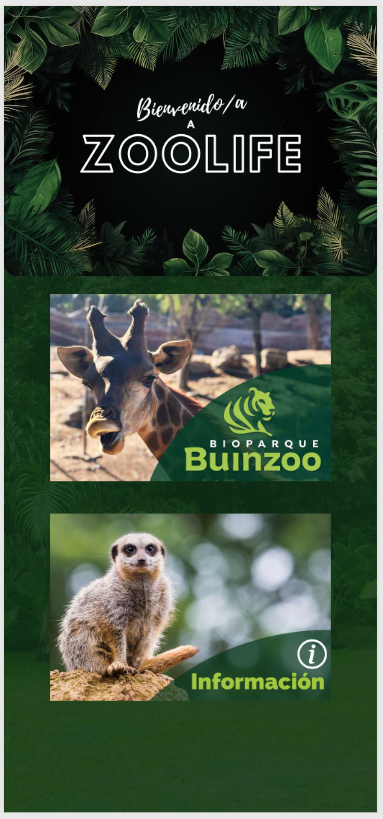 Bienvenido/a
A
ZOOLIFE
BIOPARQUE
Buinzoo
i
Información